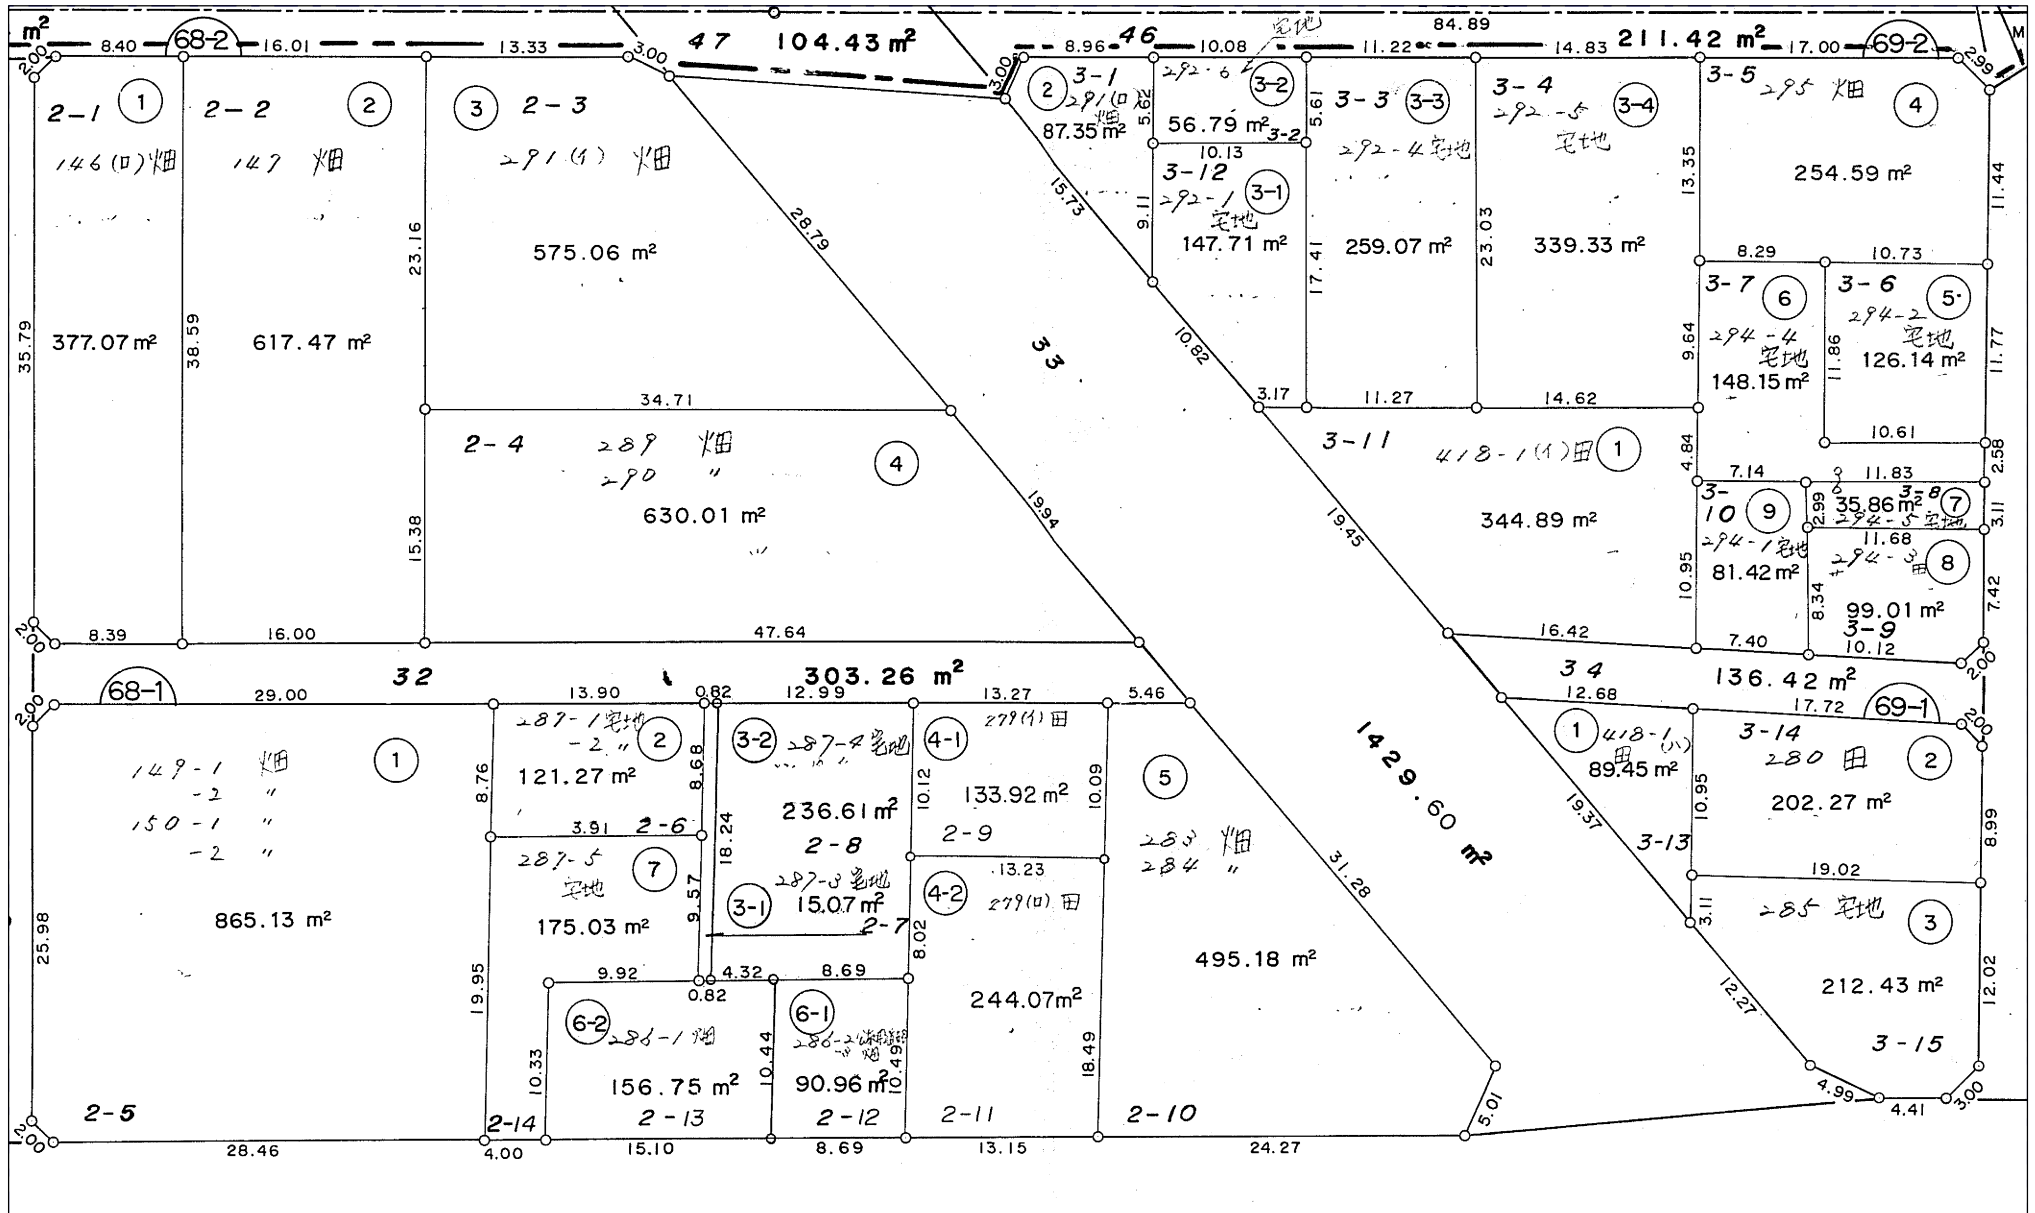 m²
2.00
8.40
68-2
16.01
13.33
3.00
47
104.43 m²
46
宅地
84.89
211.42 m²
69-2
8.96
10.08
11.22
14.83
17.00
2.99
M
3.00
2-1
①
146(ロ)畑
377.07 m²
35.79
38.59
2-2
②
147 畑
617.47 m²
③
2-3
291(イ) 畑
575.06 m²
23.16
28.79
34.71
2-4
289 畑
290 〃
④
630.01 m²
15.38
19.94
2.00
8.39
16.00
47.64
②
3-1
291(ロ)
畑
87.35 m²
5.62
15.73
292-6
3-2
56.79 m²
3-2
5.61
10.13
3-12
292-1
宅地
3-1
147.71 m²
9.11
17.41
10.82
3-3
3-3
292-4宅地
259.07 m²
23.03
3-4
292-5
宅地
3-4
339.33 m²
13.35
3-5
295 畑
④
254.59 m²
11.44
8.29
10.73
3-7
⑥
294-4
宅地
148.15 m²
9.64
3-6
⑤
294-2
宅地
126.14 m²
11.86
11.77
10.61
2.58
33
3.17
11.27
14.62
3-11
418-1(イ)田
①
344.89 m²
4.84
19.45
7.14
11.83
3-
10
⑨
294-1宅地
81.42 m²
10.95
2.99
35.86 m²
3-8
⑦
294-5宅地
3.11
11.68
294-3
田
⑧
99.01 m²
3-9
8.34
7.42
16.42
7.40
10.12
2.00
32
303.26 m²
34
136.42 m²
68-1
2.00
29.00
13.90
0.82
12.99
13.27
5.46
12.68
17.72
69-1
2.00
149-1 畑
-2 〃
150-1 〃
-2 〃
①
865.13 m²
25.98
2-5
2.00
28.46
287-1宅地
-2 〃
②
121.27 m²
8.76
8.68
3.91
2-6
287-5
宅地
⑦
175.03 m²
19.95
9.57
18.24
3-2
287-4宅地
236.61 m²
2-8
287-3宅地
3-1
15.07 m²
2-7
4-1
279(イ)田
133.92 m²
10.12
10.09
2-9
13.23
4-2
279(ロ)田
244.07m²
8.02
18.49
2-11
⑤
283 畑
284 〃
495.18 m²
31.28
2-10
9.92
0.82
4.32
8.69
6-2
286-1畑
156.75 m²
10.33
2-13
10.44
6-1
286-2
畑
90.96 m²
10.49
2-12
2-14
4.00
15.10
8.69
13.15
24.27
5.01
1429.60 m²
①
418-1
(ハ)
田
89.45 m²
10.95
19.37
3-13
3.11
3-14
280 田
②
202.27 m²
8.99
19.02
285 宅地
③
212.43 m²
12.02
12.27
3-15
4.99
4.41
3.00